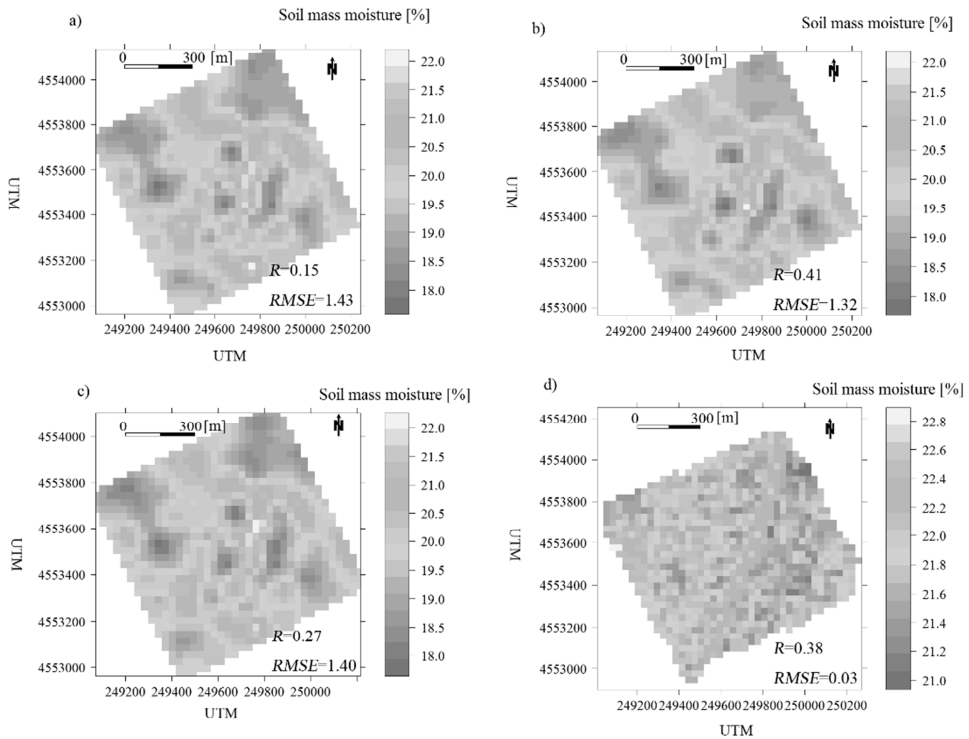 a)
Soil mass moisture [%]
0 300 [m]
N
22.0
21.5
21.0
20.5
20.0
19.5
19.0
18.5
18.0
4554000
4553800
4553600
4553400
4553200
4553000
UTM
R=0.15
RMSE=1.43
249200 249400 249600 249800 250000 250200
UTM
b)
Soil mass moisture [%]
0 300 [m]
N
22.0
21.5
21.0
20.5
20.0
19.5
19.0
18.5
18.0
4554000
4553800
4553600
4553400
4553200
4553000
UTM
R=0.41
RMSE=1.32
249200 249400 249600 249800 250000 250200
UTM
c)
Soil mass moisture [%]
0 300 [m]
N
22.0
21.5
21.0
20.5
20.0
19.5
19.0
18.5
18.0
4554000
4553800
4553600
4553400
4553200
4553000
UTM
R=0.27
RMSE=1.40
249200 249400 249600 249800 250000
UTM
d)
Soil mass moisture [%]
0 300 [m]
N
22.8
22.6
22.4
22.2
22.0
21.8
21.6
21.4
21.2
21.0
4554200
4554000
4553800
4553600
4553400
4553200
4553000
UTM
R=0.38
RMSE=0.03
249200 249400 249600 249800 250000 250200
UTM